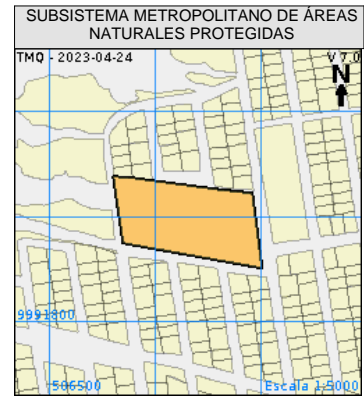 SUBSISTEMA METROPOLITANO DE ÁREAS
NATURALES PROTEGIDAS
TMQ - 2023-04-24
V 7.0
N
9991800
506500
Escala 1:5000